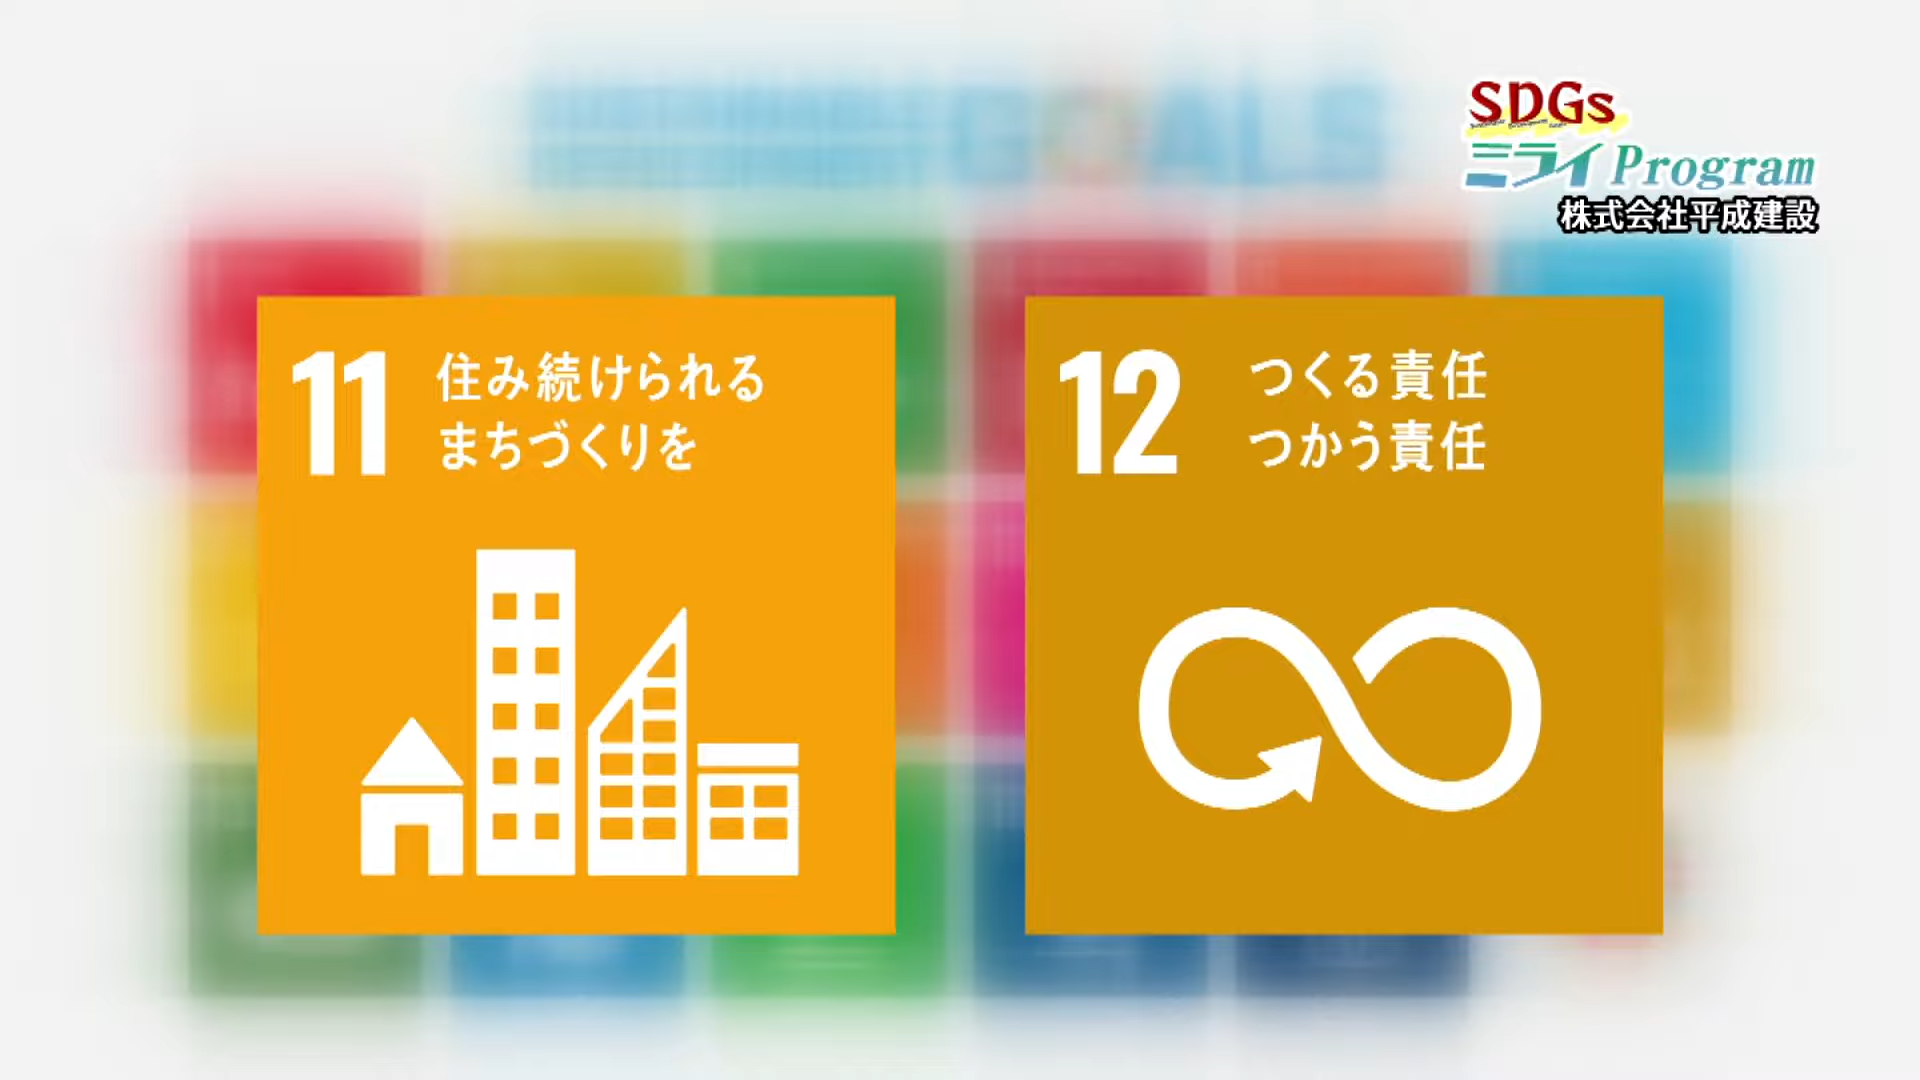 SDGs
ミライ Program
株式会社平成建設
11
住み続けられる
まちづくりを
12
つくる責任
つかう責任